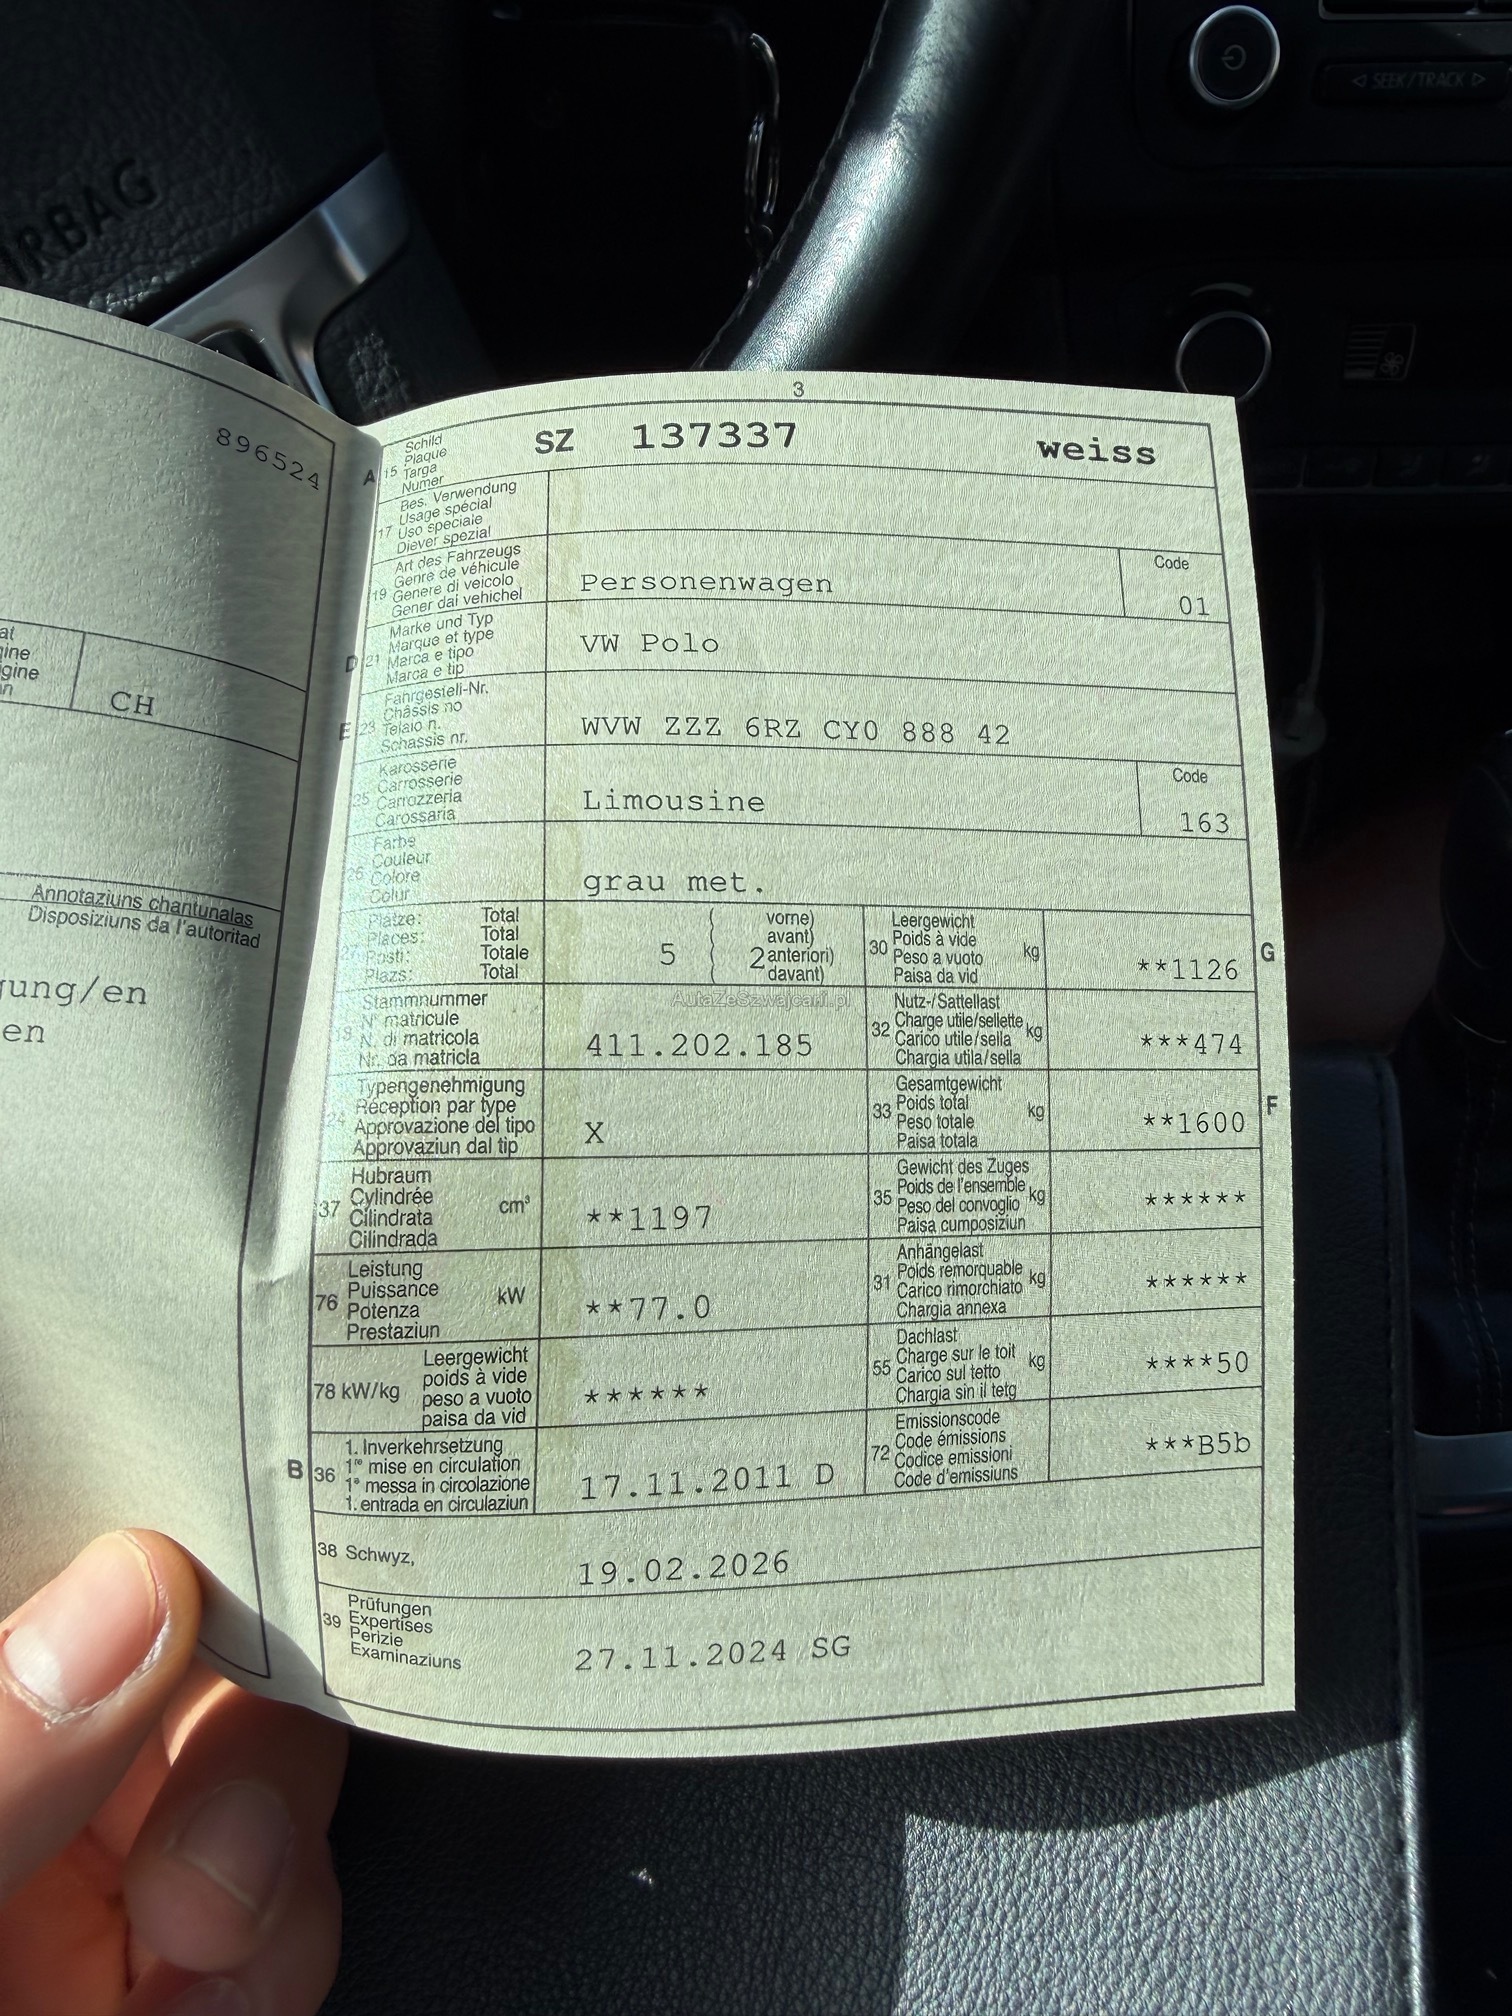 AIRBAG
SEEK/TRACK
896524
CH
Annotaziuns chantunalas
Disposiziuns da l'autoritad
gung/en
en
3
A 15 Schild
Plaque
Targa
Numer
SZ 137337 weiss
17 Bes. Verwendung
Usage spécial
Uso speciale
Diever spezial
19 Art des Fahrzeugs
Genre de véhicule
Genere di veicolo
Gener dai vehichel
Personenwagen
Code
01
D 21 Marke und Typ
Marque et type
Marca e tipo
Marca e tip
VW Polo
E 23 Fahrgestell-Nr.
Châssis no
Telaio n.
Schassis nr.
WVW ZZZ 6RZ CY0 888 42
25 Karosserie
Carrosserie
Carrozzeria
Carossaria
Limousine
Code
163
26 Farbe
Couleur
Colore
Colur
grau met.
27 Plätze: Total
Places: Total
Posti: Totale
Plazs: Total
5 ( 2 vorne)
avant)
anteriori)
davant)
30 Leergewicht
Poids à vide
Peso a vuoto
Paisa da vid
kg
**1126
G
AutaZeSzwajcarii.pl
18 Stammnummer
N° matricule
N. di matricola
Nr. da matricla
411.202.185
32 Nutz-/Sattellast
Charge utile/sellette
Carico utile/sella
Chargia utila/sella
kg
***474
24 Typengenehmigung
Réception par type
Approvazione del tipo
Approvaziun dal tip
X
33 Gesamtgewicht
Poids total
Peso totale
Paisa totala
kg
**1600
F
37 Hubraum
Cylindrée
Cilindrata
Cilindrada
cm³
**1197
35 Gewicht des Zuges
Poids de l'ensemble
Peso del convoglio
Paisa cumposiziun
kg
******
76 Leistung
Puissance
Potenza
Prestaziun
kW
**77.0
31 Anhängelast
Poids remorquable
Carico rimorchiato
Chargia annexa
kg
******
78 kW/kg Leergewicht
poids à vide
peso a vuoto
paisa da vid
******
55 Dachlast
Charge sur le toit
Carico sul tetto
Chargia sin il tetg
kg
****50
B 36 1. Inverkehrsetzung
1re mise en circulation
1a messa in circolazione
1. entrada en circulaziun
17.11.2011 D
72 Emissionscode
Code émissions
Codice emissioni
Code d'emissiuns
***B5b
38 Schwyz,
19.02.2026
39 Prüfungen
Expertises
Perizie
Examinaziuns
27.11.2024 SG